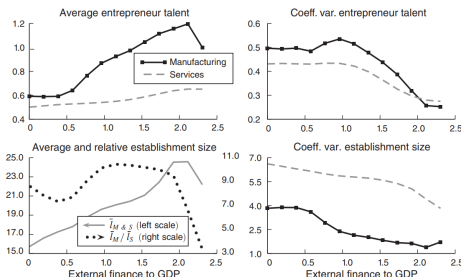 Average entrepreneur talent
1.2
1.0
0.8
0.6
0.4
Manufacturing
Services
0 0.5 1.0 1.5 2.0 2.5
Coeff. var. entrepreneur talent
0.6
0.5
0.4
0.3
0.2
0 0.5 1.0 1.5 2.0 2.5
Average and relative establishment size
25.0
23.0
21.0
19.0
17.0
15.0
11.0
9.0
7.0
5.0
3.0
l̄M & S (left scale)
l̄M / l̄S (right scale)
0 0.5 1.0 1.5 2.0 2.5
External finance to GDP
Coeff. var. establishment size
7.0
5.5
4.0
2.5
1.0
0 0.5 1.0 1.5 2.0 2.5
External finance to GDP